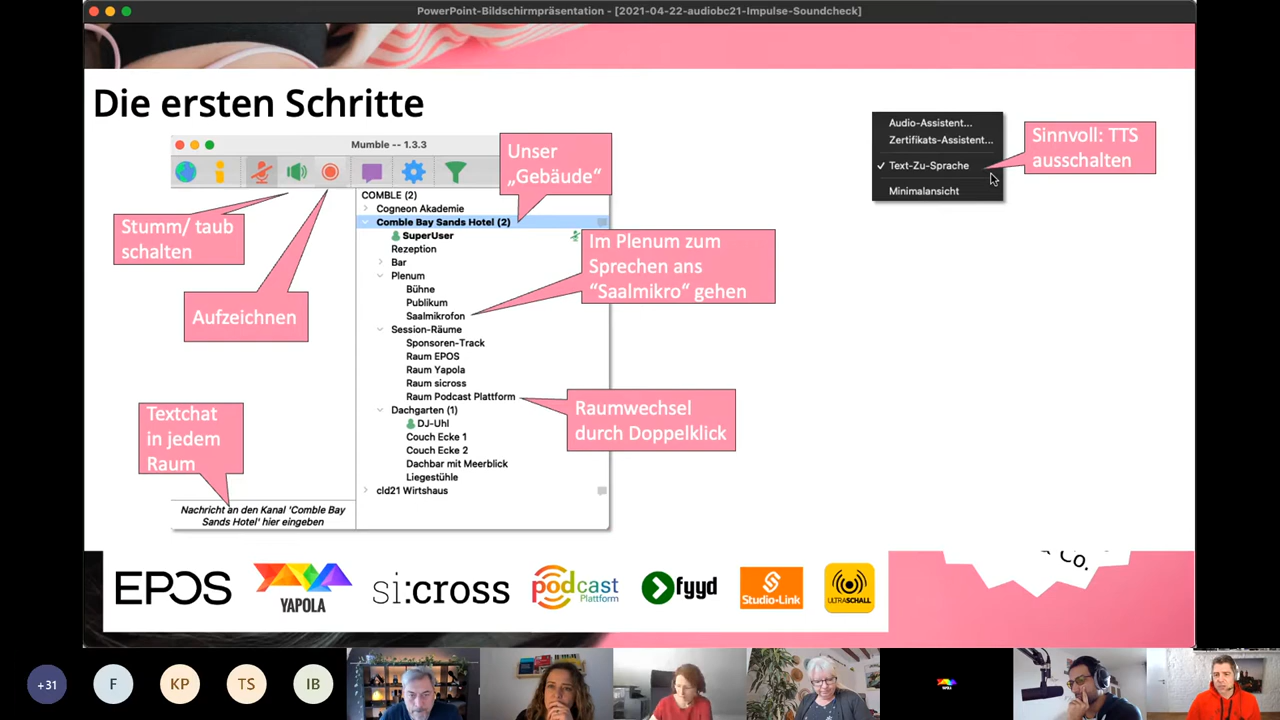 PowerPoint-Bildschirmpräsentation - [2021-04-22-audiobc21-Impulse-Soundcheck]
Die ersten Schritte
Mumble -- 1.3.3
Unser
„Gebäude“
Stumm/ taub
schalten
Aufzeichnen
Textchat
in jedem
Raum
Nachricht an den Kanal 'Comble Bay
Sands Hotel' hier eingeben
COMBLE (2)
Cogneon Akademie
Comble Bay Sands Hotel (2)
SuperUser
Rezeption
Bar
Plenum
Bühne
Publikum
Saalmikrofon
Session-Räume
Sponsoren-Track
Raum EPOS
Raum Yapola
Raum sicross
Raum Podcast Plattform
Dachgarten (1)
DJ-Uhl
Couch Ecke 1
Couch Ecke 2
Dachbar mit Meerblick
Liegestühle
cld21 Wirtshaus
Im Plenum zum
Sprechen ans
“Saalmikro“ gehen
Raumwechsel
durch Doppelklick
Audio-Assistent...
Zertifikats-Assistent...
Text-Zu-Sprache
Minimalansicht
Sinnvoll: TTS
ausschalten
EPOS
YAPOLA
si:cross
podcast
Plattform
fyyd
Studio-Link
ULTRASCHALL
CO.
+31
F
KP
TS
IB